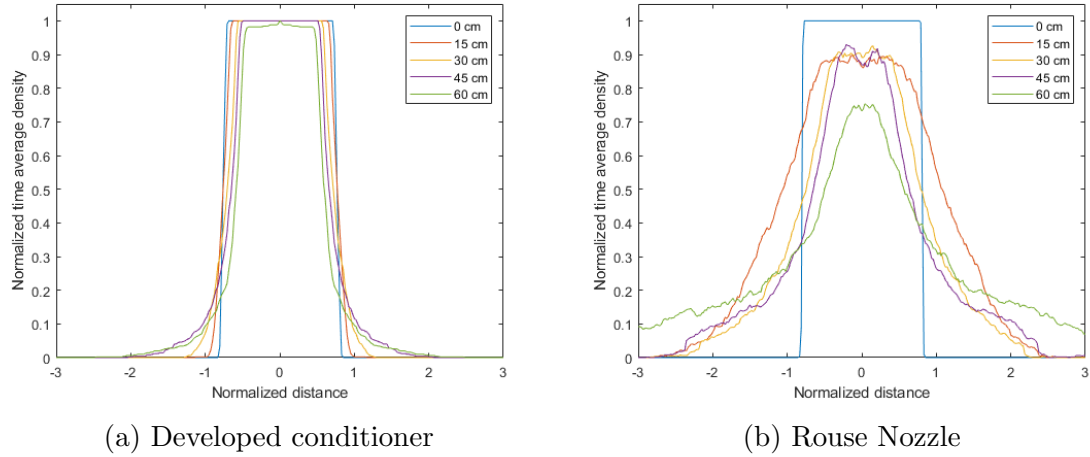 1
0.9
0.8
0.7
0.6
0.5
0.4
0.3
0.2
0.1
0
-3
-2
-1
0
1
2
3
Normalized time average density
Normalized distance
0 cm
15 cm
30 cm
45 cm
60 cm
(a) Developed conditioner
1
0.9
0.8
0.7
0.6
0.5
0.4
0.3
0.2
0.1
0
-3
-2
-1
0
1
2
3
Normalized time average density
Normalized distance
0 cm
15 cm
30 cm
45 cm
60 cm
(b) Rouse Nozzle